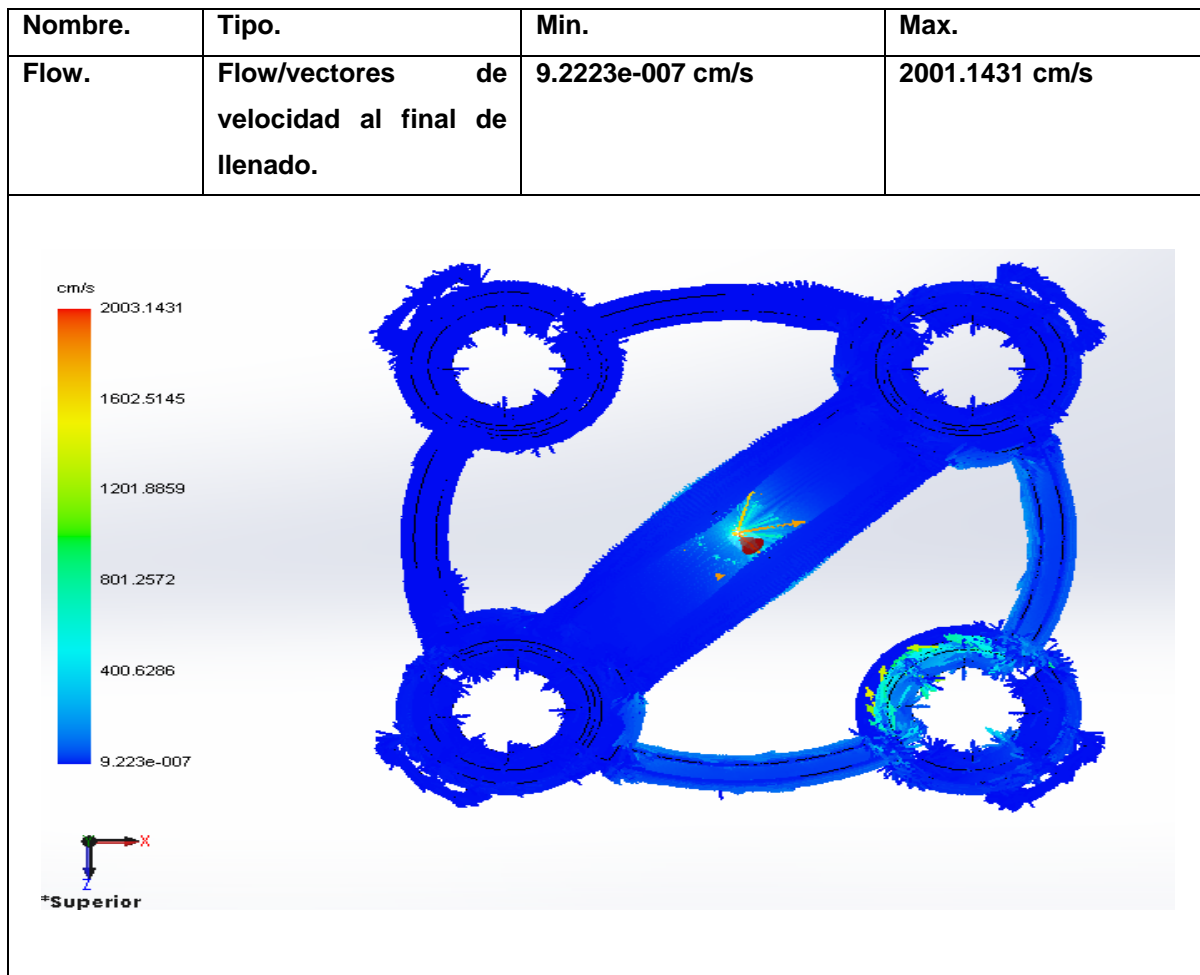 Nombre. Tipo. Min. Max.
Flow. Flow/vectores de velocidad al final de llenado. 9.2223e-007 cm/s 2001.1431 cm/s
cm/s
2003.1431
1602.5145
1201.8859
801.2572
400.6286
9.223e-007
X
Z
*Superior